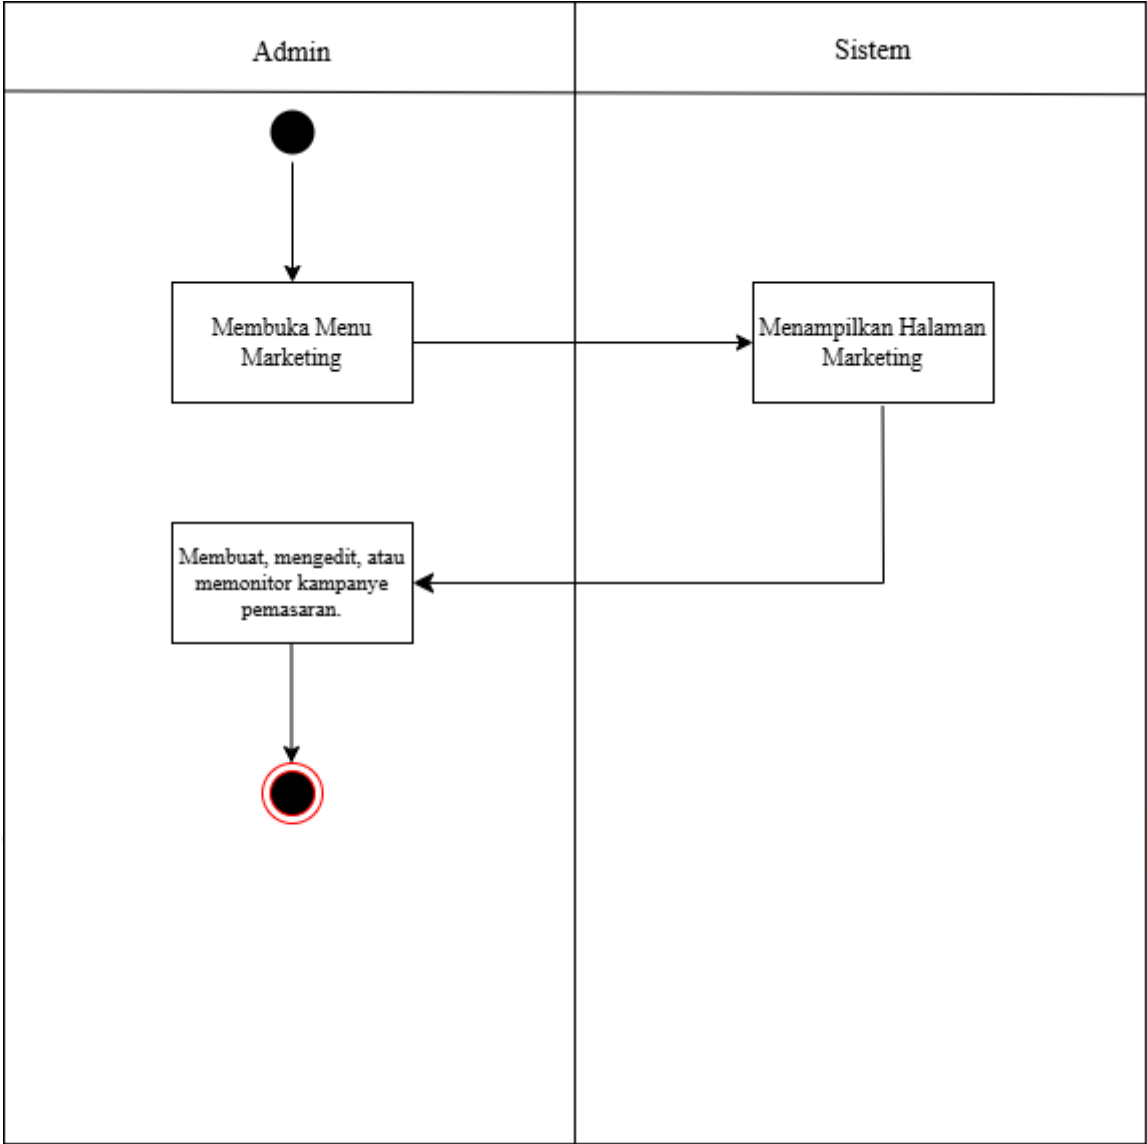 Admin
Sistem
Membuka Menu
Marketing
Menampilkan Halaman
Marketing
Membuat, mengedit, atau
memonitor kampanye
pemasaran.